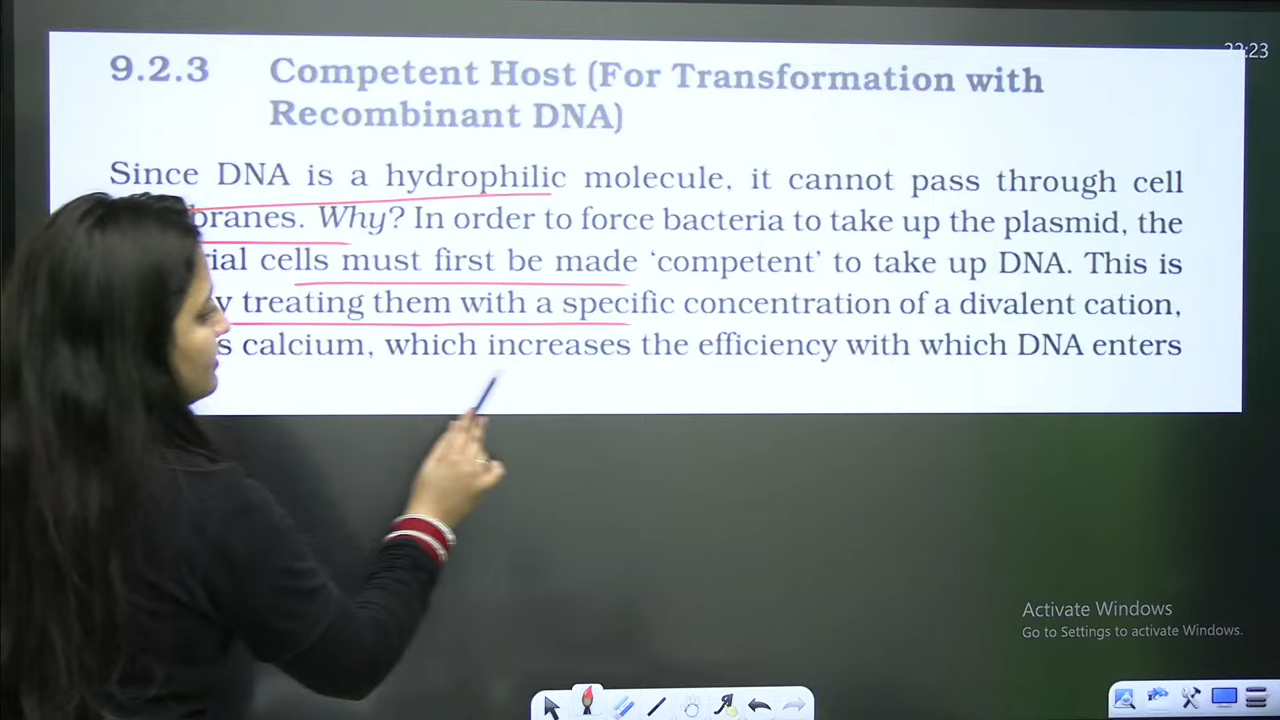 22:23
9.2.3 Competent Host (For Transformation with
Recombinant DNA)
Since DNA is a hydrophilic molecule, it cannot pass through cell
branes. Why? In order to force bacteria to take up the plasmid, the
ial cells must first be made ‘competent’ to take up DNA. This is
y treating them with a specific concentration of a divalent cation,
s calcium, which increases the efficiency with which DNA enters
Activate Windows
Go to Settings to activate Windows.